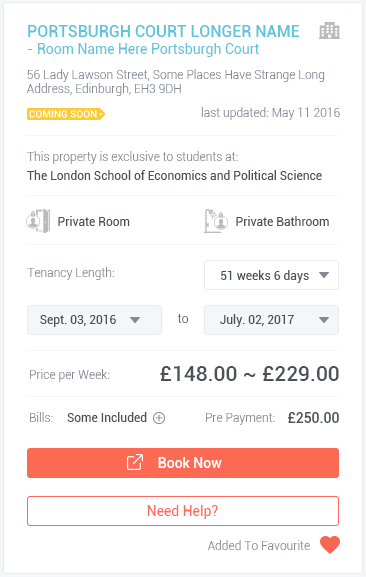 PORTSBURGH COURT LONGER NAME
- Room Name Here Portsburgh Court
56 Lady Lawson Street, Some Places Have Strange Long
Address, Edinburgh, EH3 9DH
COMING SOON
last updated: May 11 2016
This property is exclusive to students at:
The London School of Economics and Political Science
Private Room
Private Bathroom
Tenancy Length:
51 weeks 6 days
Sept. 03, 2016
to
July. 02, 2017
Price per Week:
£148.00 ~ £229.00
Bills:
Some Included
Pre Payment:
£250.00
Book Now
Need Help?
Added To Favourite